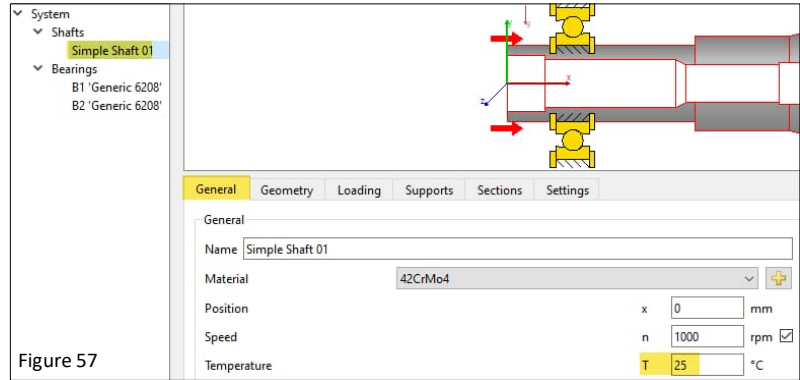 System
Shafts
Simple Shaft 01
Bearings
B1 'Generic 6208'
B2 'Generic 6208'
y
x
z
General Geometry Loading Supports Sections Settings
General
Name Simple Shaft 01
Material 42CrMo4
Position x 0 mm
Speed n 1000 rpm
Temperature T 25 °C
Figure 57